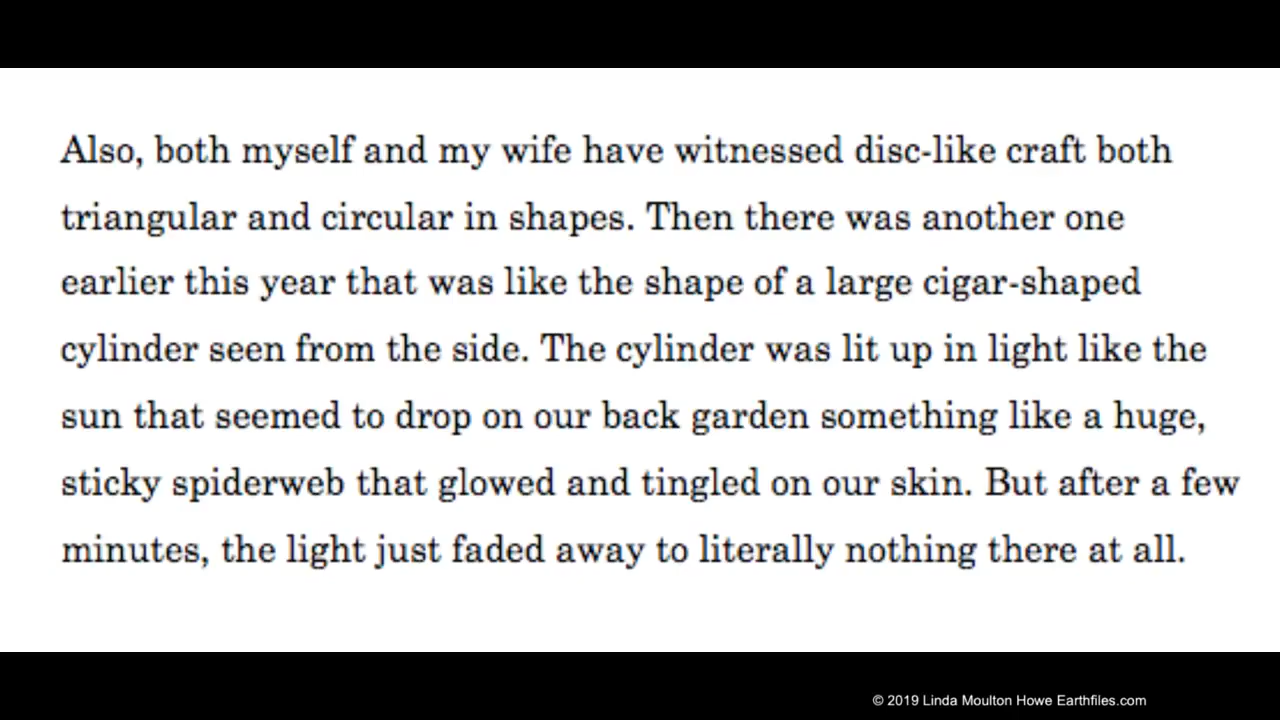 Also, both myself and my wife have witnessed disc-like craft both
triangular and circular in shapes. Then there was another one
earlier this year that was like the shape of a large cigar-shaped
cylinder seen from the side. The cylinder was lit up in light like the
sun that seemed to drop on our back garden something like a huge,
sticky spiderweb that glowed and tingled on our skin. But after a few
minutes, the light just faded away to literally nothing there at all.
© 2019 Linda Moulton Howe Earthfiles.com